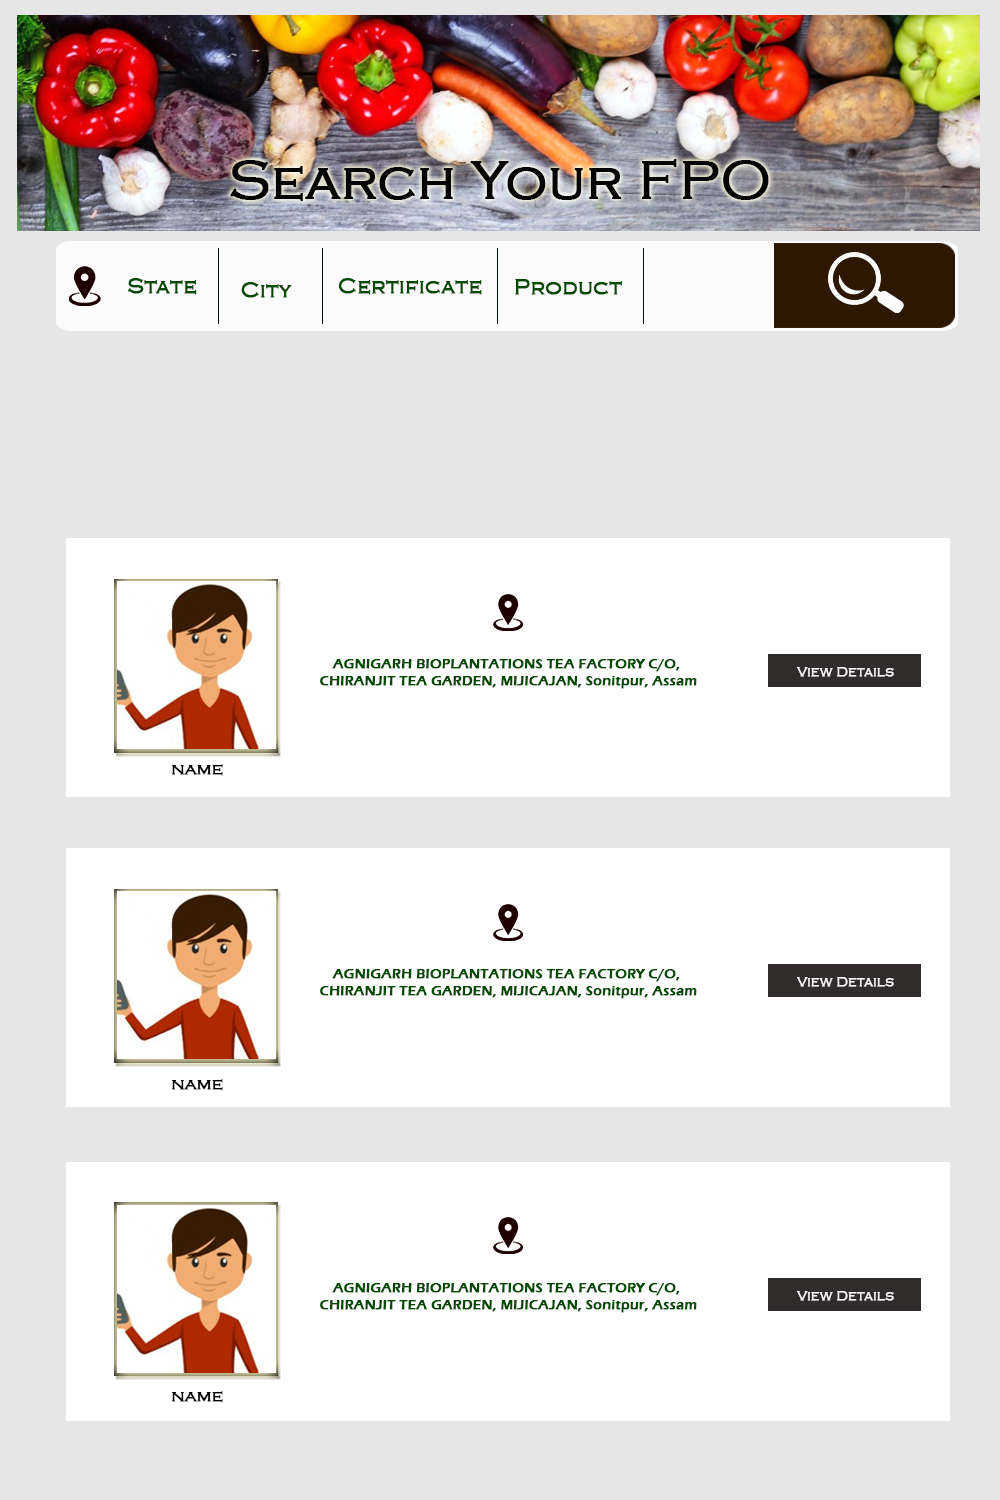 Search Your FPO
State
City
Certificate
Product
AGNIGARH BIOPLANTATIONS TEA FACTORY C/O,
CHIRANJIT TEA GARDEN, MIJICAJAN, Sonitpur, Assam
View Details
NAME
AGNIGARH BIOPLANTATIONS TEA FACTORY C/O,
CHIRANJIT TEA GARDEN, MIJICAJAN, Sonitpur, Assam
View Details
NAME
AGNIGARH BIOPLANTATIONS TEA FACTORY C/O,
CHIRANJIT TEA GARDEN, MIJICAJAN, Sonitpur, Assam
View Details
NAME